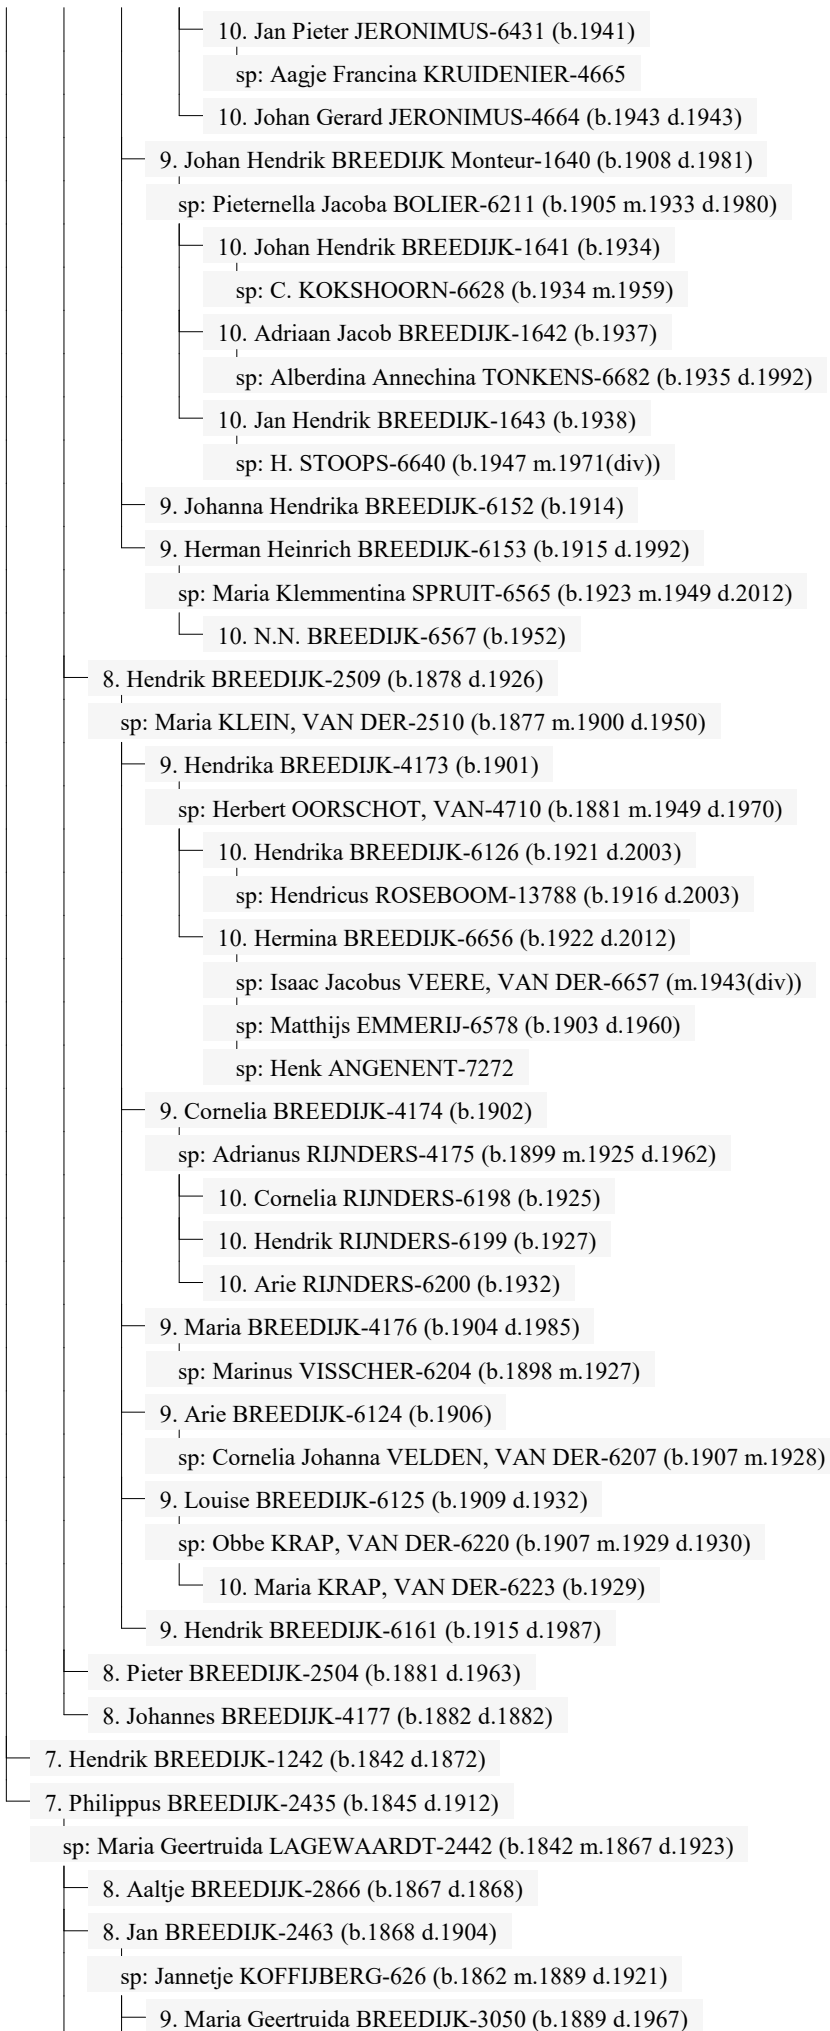 10. Jan Pieter JERONIMUS-6431 (b.1941)
sp: Aagje Francina KRUIDENIER-4665
10. Johan Gerard JERONIMUS-4664 (b.1943 d.1943)
9. Johan Hendrik BREEDIJK Monteur-1640 (b.1908 d.1981)
sp: Pieternella Jacoba BOLIER-6211 (b.1905 m.1933 d.1980)
10. Johan Hendrik BREEDIJK-1641 (b.1934)
sp: C. KOKSHOORN-6628 (b.1934 m.1959)
10. Adriaan Jacob BREEDIJK-1642 (b.1937)
sp: Alberdina Annechina TONKENS-6682 (b.1935 d.1992)
10. Jan Hendrik BREEDIJK-1643 (b.1938)
sp: H. STOOPS-6640 (b.1947 m.1971(div))
9. Johanna Hendrika BREEDIJK-6152 (b.1914)
9. Herman Heinrich BREEDIJK-6153 (b.1915 d.1992)
sp: Maria Klemmentina SPRUIT-6565 (b.1923 m.1949 d.2012)
10. N.N. BREEDIJK-6567 (b.1952)
8. Hendrik BREEDIJK-2509 (b.1878 d.1926)
sp: Maria KLEIN, VAN DER-2510 (b.1877 m.1900 d.1950)
9. Hendrika BREEDIJK-4173 (b.1901)
sp: Herbert OORSCHOT, VAN-4710 (b.1881 m.1949 d.1970)
10. Hendrika BREEDIJK-6126 (b.1921 d.2003)
sp: Hendricus ROSEBOOM-13788 (b.1916 d.2003)
10. Hermina BREEDIJK-6656 (b.1922 d.2012)
sp: Isaac Jacobus VEERE, VAN DER-6657 (m.1943(div))
sp: Matthijs EMMERIJ-6578 (b.1903 d.1960)
sp: Henk ANGENENT-7272
9. Cornelia BREEDIJK-4174 (b.1902)
sp: Adrianus RIJNDERS-4175 (b.1899 m.1925 d.1962)
10. Cornelia RIJNDERS-6198 (b.1925)
10. Hendrik RIJNDERS-6199 (b.1927)
10. Arie RIJNDERS-6200 (b.1932)
9. Maria BREEDIJK-4176 (b.1904 d.1985)
sp: Marinus VISSCHER-6204 (b.1898 m.1927)
9. Arie BREEDIJK-6124 (b.1906)
sp: Cornelia Johanna VELDEN, VAN DER-6207 (b.1907 m.1928)
9. Louise BREEDIJK-6125 (b.1909 d.1932)
sp: Obbe KRAP, VAN DER-6220 (b.1907 m.1929 d.1930)
10. Maria KRAP, VAN DER-6223 (b.1929)
9. Hendrik BREEDIJK-6161 (b.1915 d.1987)
8. Pieter BREEDIJK-2504 (b.1881 d.1963)
8. Johannes BREEDIJK-4177 (b.1882 d.1882)
7. Hendrik BREEDIJK-1242 (b.1842 d.1872)
7. Philippus BREEDIJK-2435 (b.1845 d.1912)
sp: Maria Geertruida LAGEWAARDT-2442 (b.1842 m.1867 d.1923)
8. Aaltje BREEDIJK-2866 (b.1867 d.1868)
8. Jan BREEDIJK-2463 (b.1868 d.1904)
sp: Jannetje KOFFIJBERG-626 (b.1862 m.1889 d.1921)
9. Maria Geertruida BREEDIJK-3050 (b.1889 d.1967)